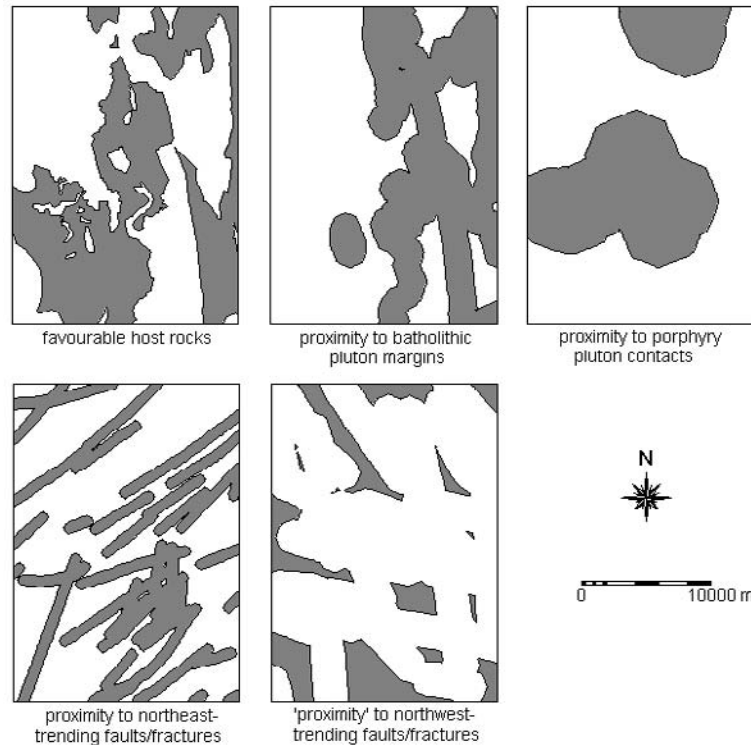 favourable host rocks
proximity to batholithic
pluton margins
proximity to porphyry
pluton contacts
proximity to northeast-
trending faults/fractures
'proximity' to northwest-
trending faults/fractures
N
0 10000 m